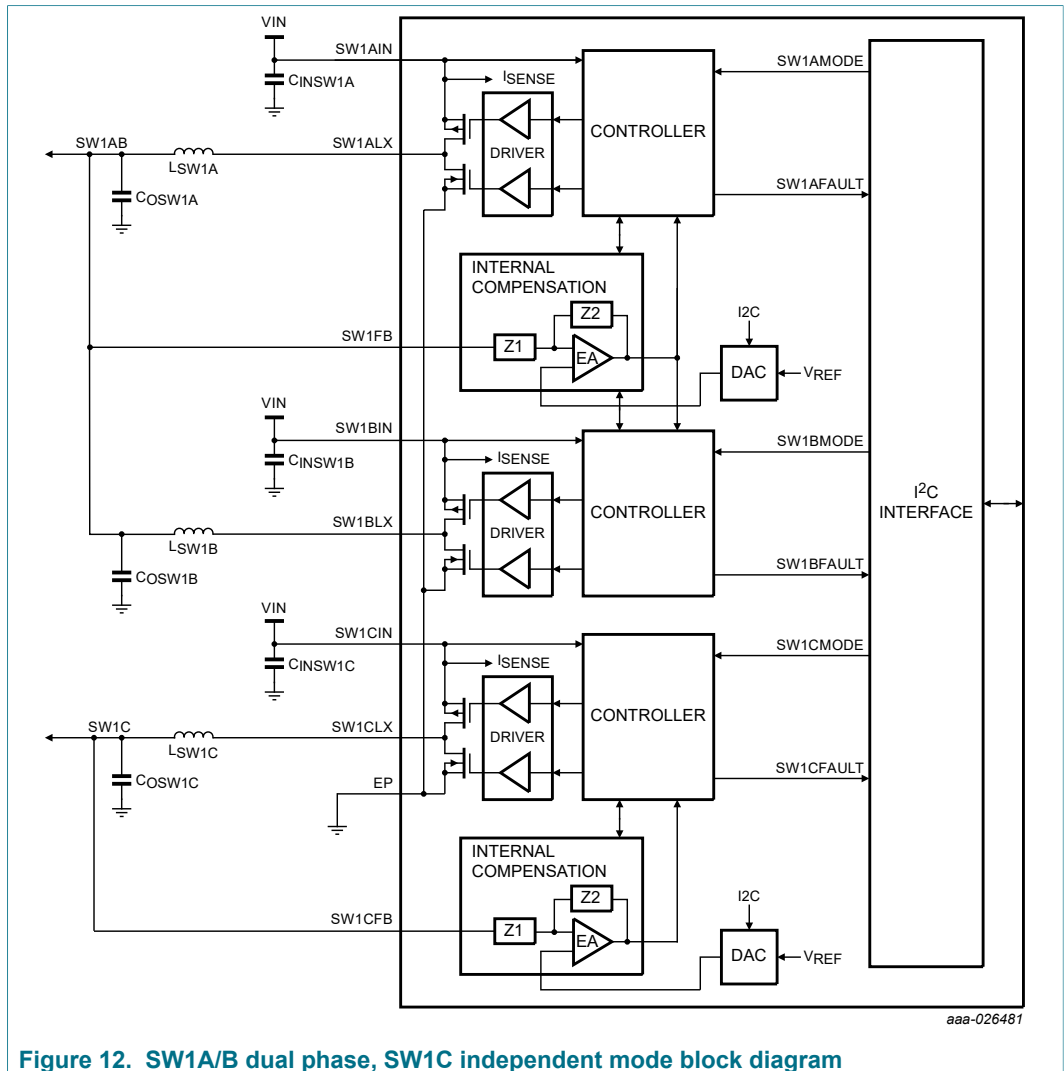 VIN
SW1AIN
CINSW1A
ISENSE
SW1AMODE
CONTROLLER
DRIVER
SW1AB
LSW1A
SW1ALX
COSW1A
SW1AFAULT
INTERNAL
COMPENSATION
Z2
I2C
SW1FB
Z1
EA
DAC
VREF
VIN
SW1BIN
CINSW1B
ISENSE
SW1BMODE
CONTROLLER
DRIVER
I2C
INTERFACE
LSW1B
SW1BLX
COSW1B
SW1BFAULT
VIN
SW1CIN
CINSW1C
ISENSE
SW1CMODE
CONTROLLER
DRIVER
SW1C
LSW1C
SW1CLX
COSW1C
SW1CFAULT
EP
INTERNAL
COMPENSATION
Z2
I2C
SW1CFB
Z1
EA
DAC
VREF
aaa-026481
Figure 12. SW1A/B dual phase, SW1C independent mode block diagram